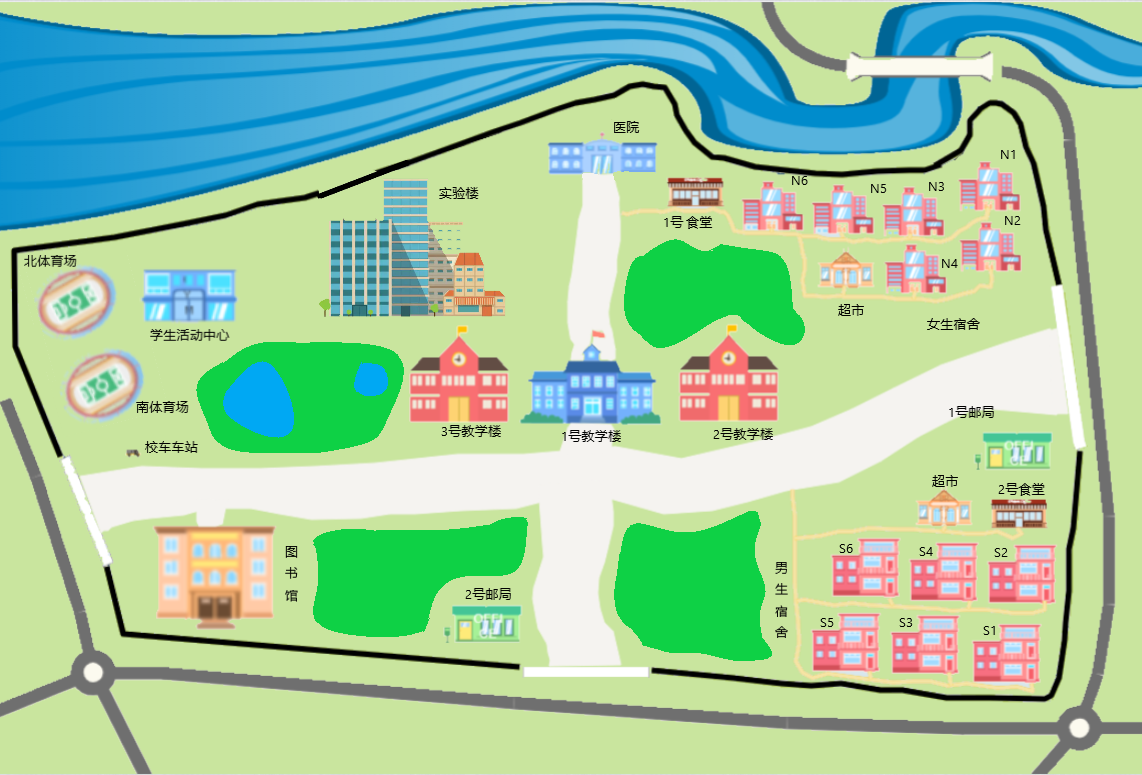 医院
N1
N6
N5
N3
实验楼
1号食堂
N2
北体育场
N4
超市
女生宿舍
学生活动中心
南体育场
1号邮局
3号教学楼
1号教学楼
2号教学楼
校车车站
超市
2号食堂
图书馆
S6
S4
S2
男生宿舍
2号邮局
S5
S3
S1